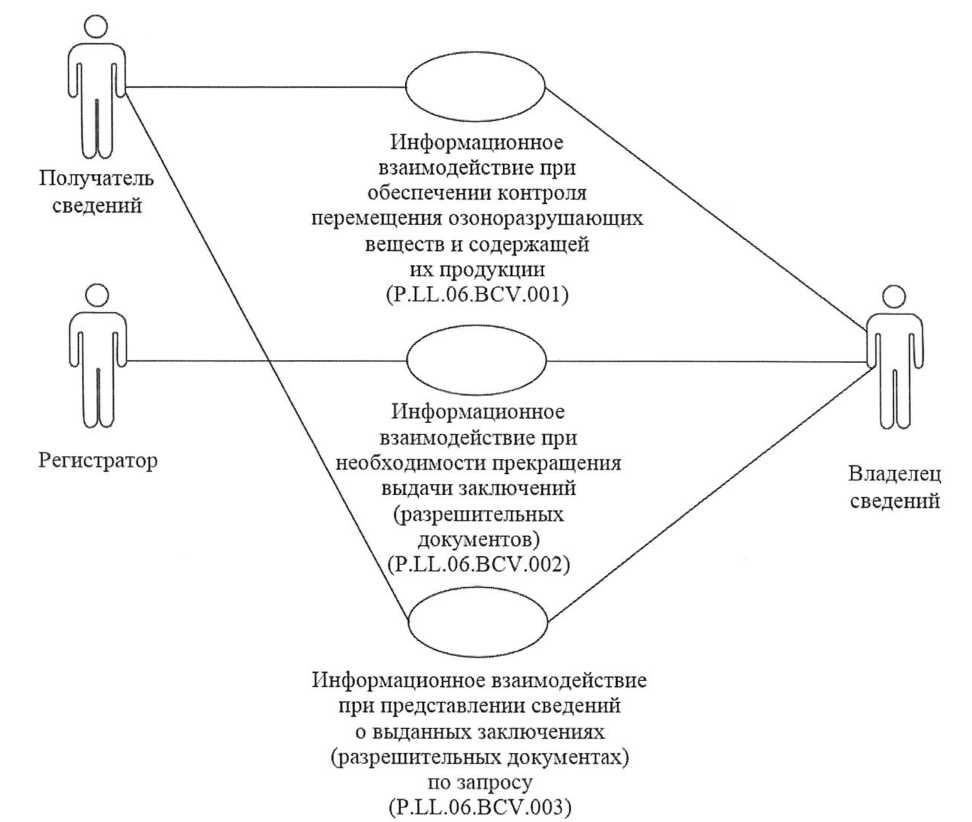 Получатель
сведений
Информационное
взаимодействие при
обеспечении контроля
перемещения озоноразрушающих
веществ и содержащей
их продукции
(P.LL.06.BCV.001)
Регистратор
Информационное
взаимодействие при
необходимости прекращения
выдачи заключений
(разрешительных
документов)
(P.LL.06.BCV.002)
Владелец
сведений
Информационное взаимодействие
при представлении сведений
о выданных заключениях
(разрешительных документах)
по запросу
(P.LL.06.BCV.003)